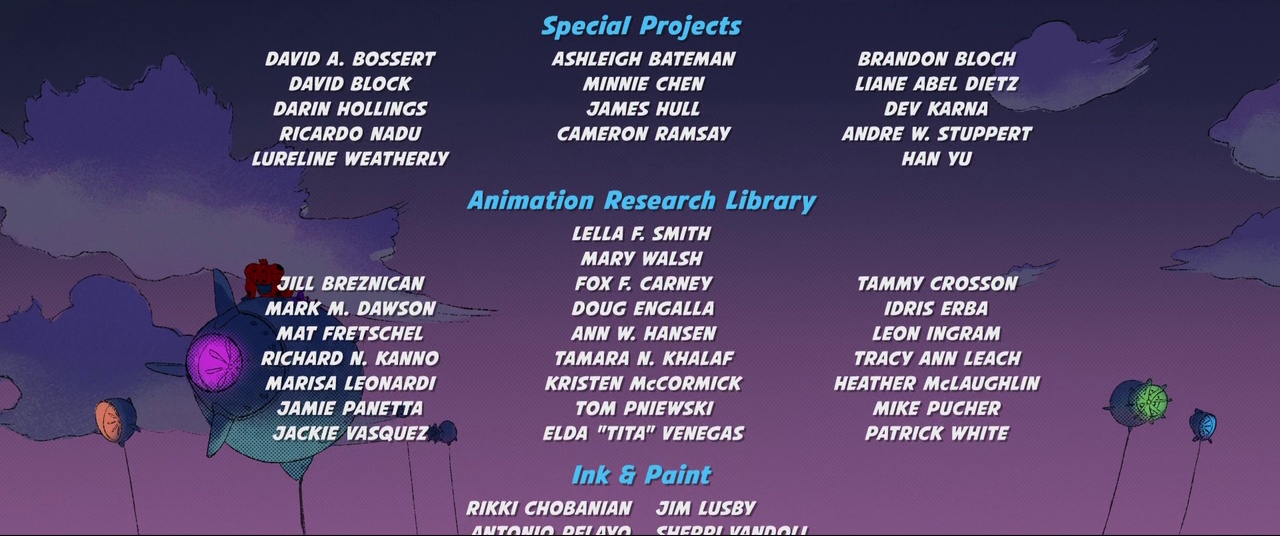 Special Projects
DAVID A. BOSSERT ASHLEIGH BATEMAN BRANDON BLOCH
DAVID BLOCK MINNIE CHEN LIANE ABEL DIETZ
DARIN HOLLINGS JAMES HULL DEV KARNA
RICARDO NADU CAMERON RAMSAY ANDRE W. STUPPERT
LURELINE WEATHERLY HAN YU
Animation Research Library
LELLA F. SMITH
MARY WALSH
JILL BREZNICAN FOX F. CARNEY TAMMY CROSSON
MARK M. DAWSON DOUG ENGALLA IDRIS ERBA
MAT FRETSCHEL ANN W. HANSEN LEON INGRAM
RICHARD N. KANNO TAMARA N. KHALAF TRACY ANN LEACH
MARISA LEONARDI KRISTEN McCORMICK HEATHER McLAUGHLIN
JAMIE PANETTA TOM PNIEWSKI MIKE PUCHER
JACKIE VASQUEZ ELDA "TITA" VENEGAS PATRICK WHITE
Ink & Paint
RIKKI CHOBANIAN JIM LUSBY
ANTONIO PELAYO SHERRI VANDOLI